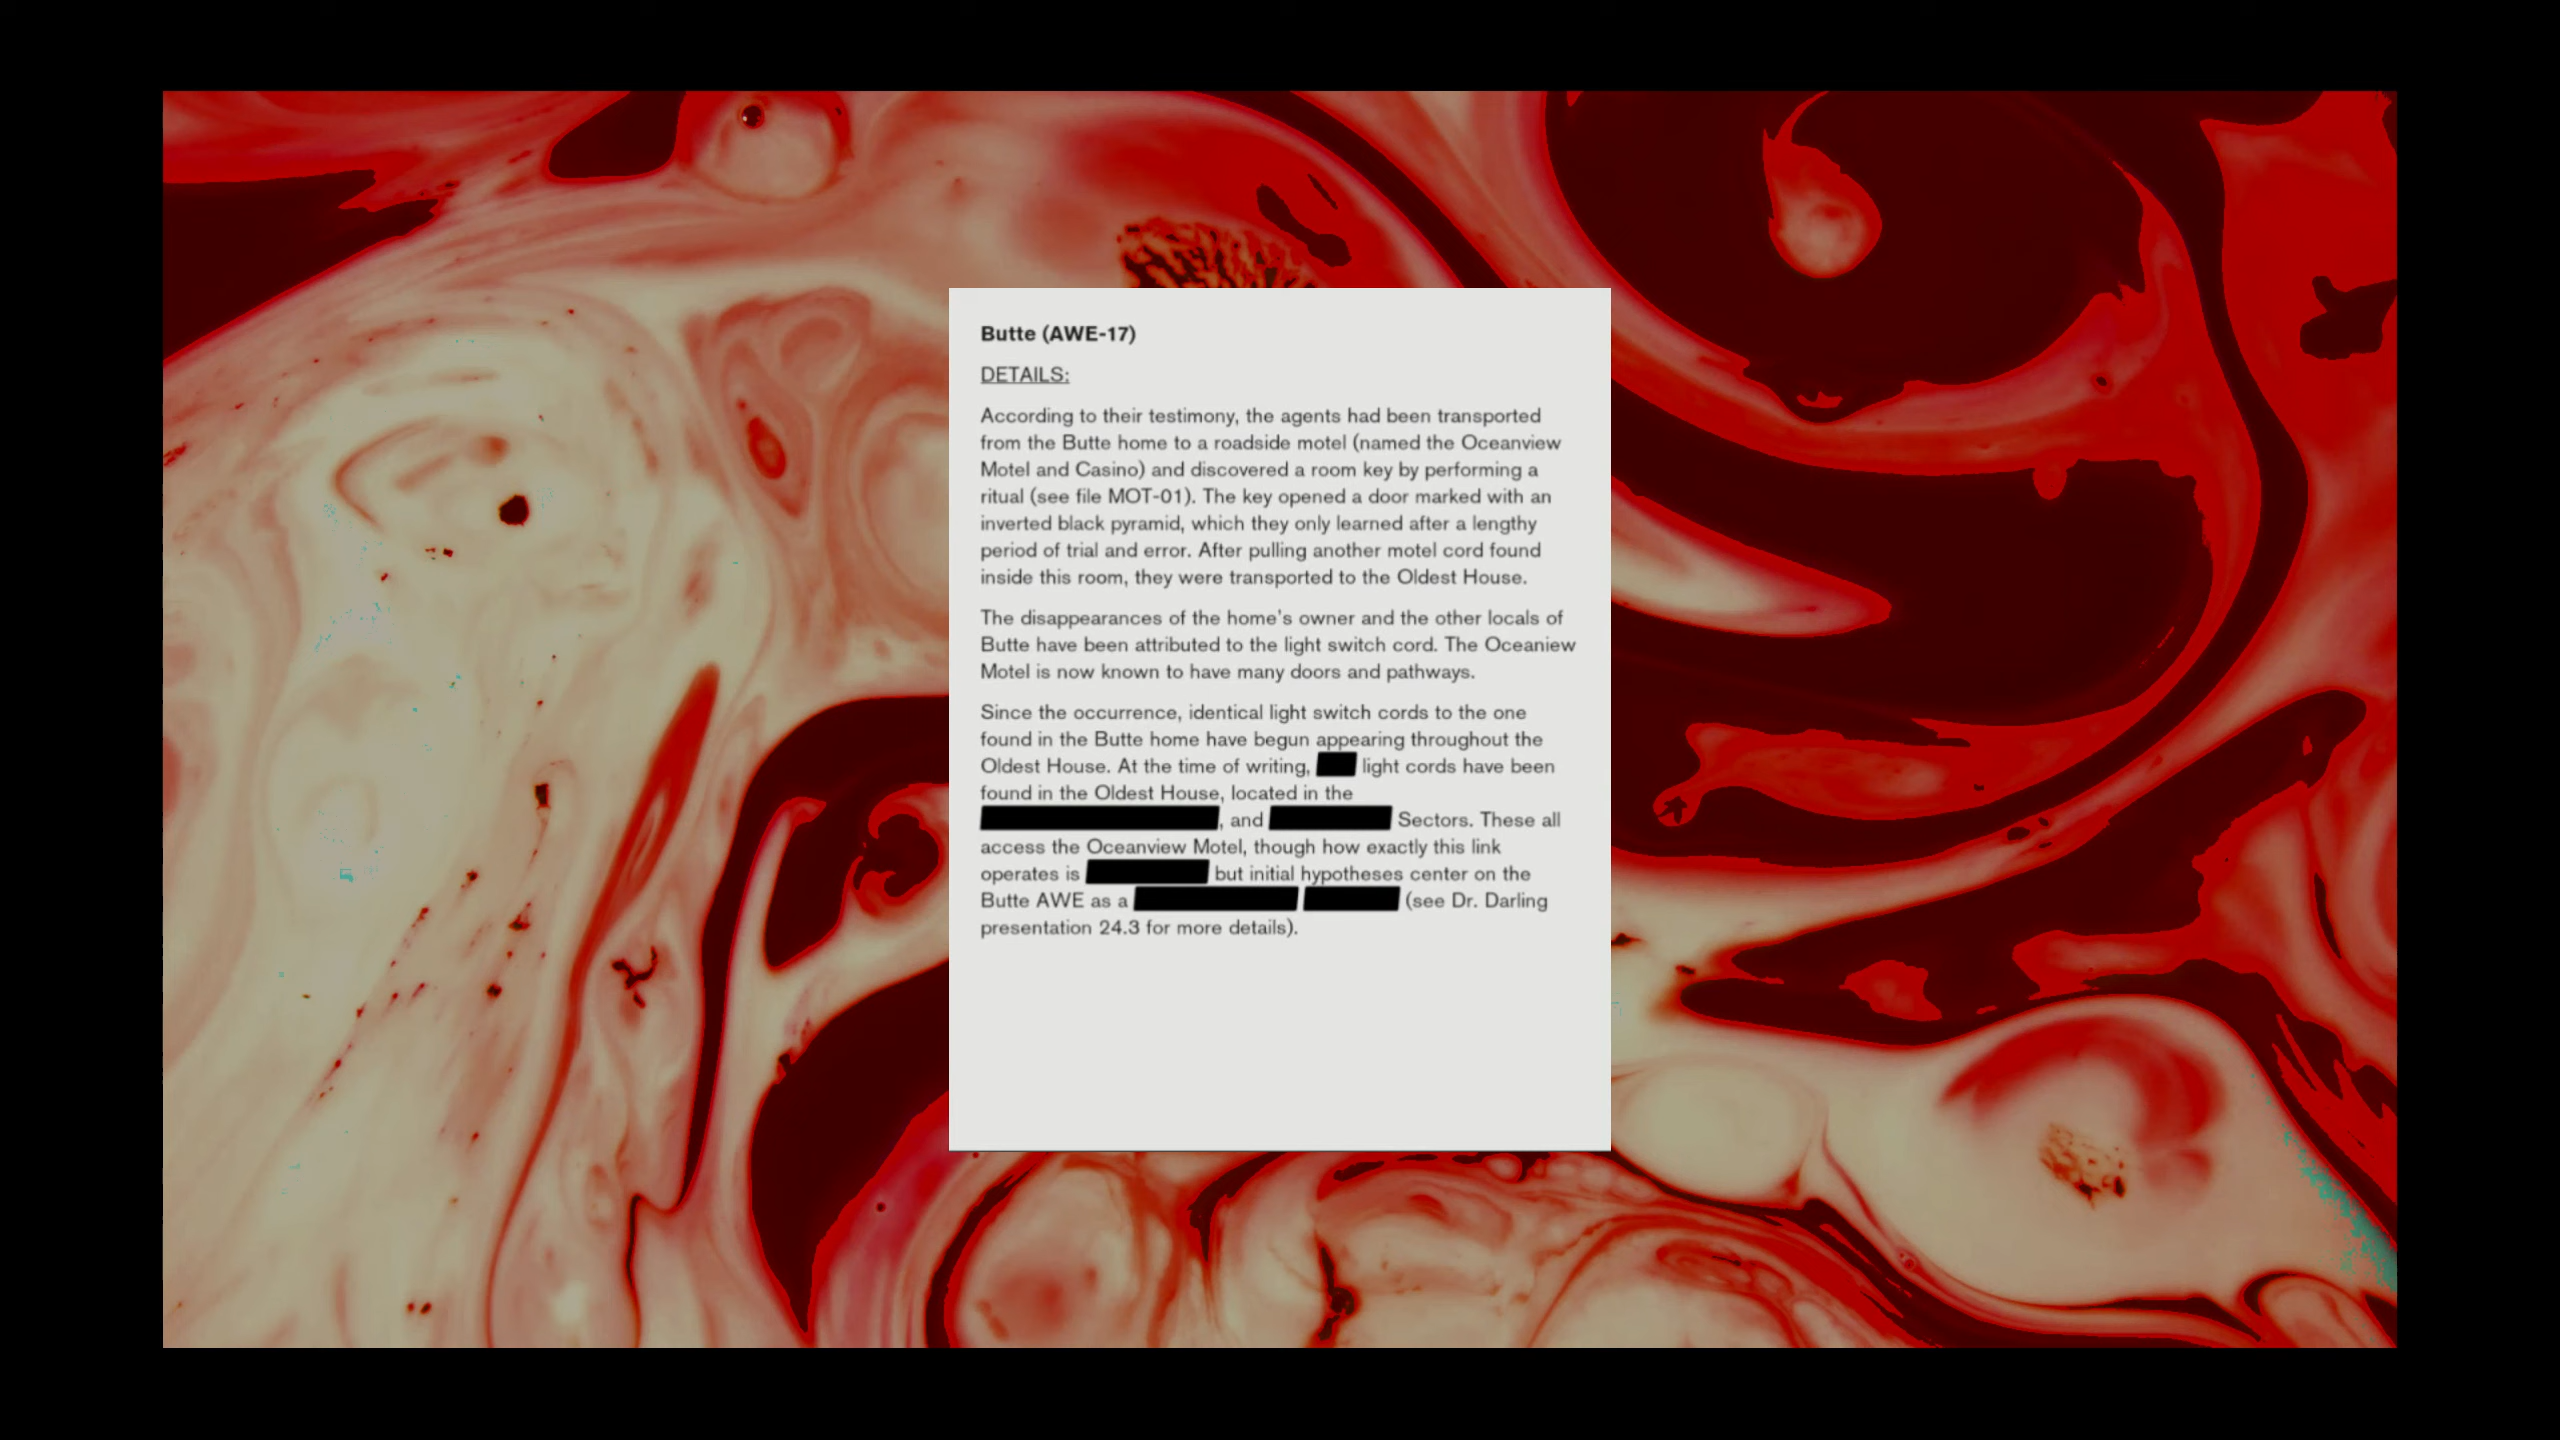 Butte (AWE-17)
DETAILS:
According to their testimony, the agents had been transported
from the Butte home to a roadside motel (named the Oceanview
Motel and Casino) and discovered a room key by performing a
ritual (see file MOT-01). The key opened a door marked with an
inverted black pyramid, which they only learned after a lengthy
period of trial and error. After pulling another motel cord found
inside this room, they were transported to the Oldest House.
The disappearances of the home's owner and the other locals of
Butte have been attributed to the light switch cord. The Oceaniew
Motel is now known to have many doors and pathways.
Since the occurrence, identical light switch cords to the one
found in the Butte home have begun appearing throughout the
Oldest House. At the time of writing, light cords have been
found in the Oldest House, located in the
, and Sectors. These all
access the Oceanview Motel, though how exactly this link
operates is but initial hypotheses center on the
Butte AWE as a (see Dr. Darling
presentation 24.3 for more details).